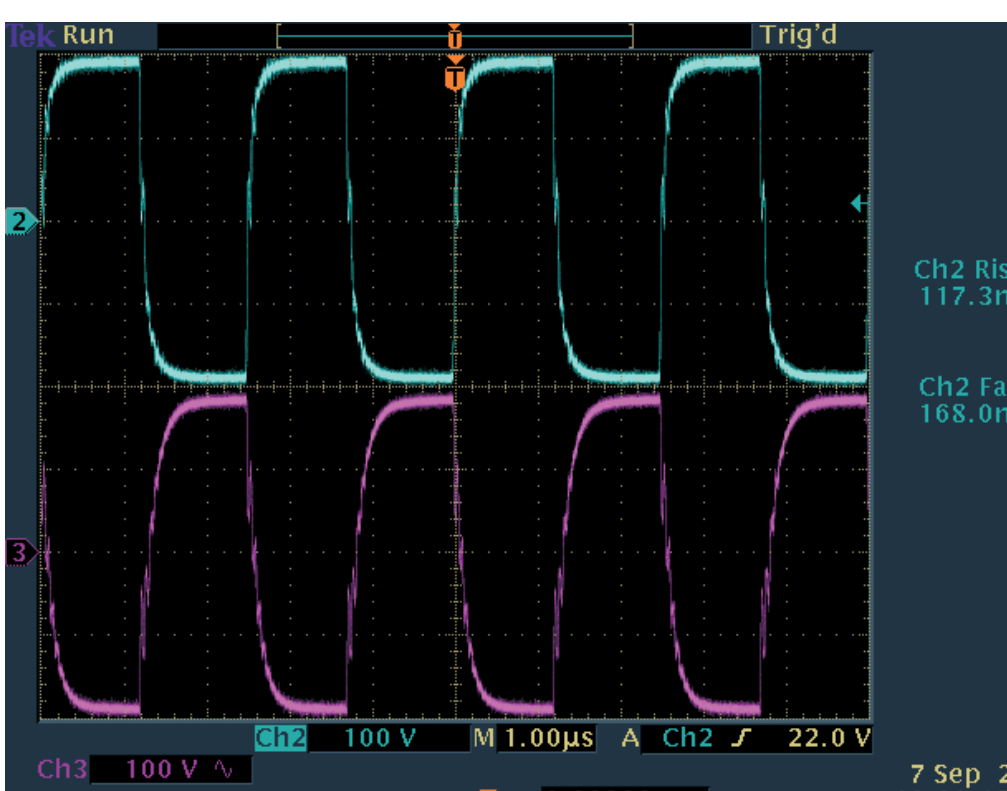 Tek Run Trig'd
T
T
2
Ch2 Ris
117.3n
Ch2 Fa
168.0n
3
Ch2 100 V M 1.00µs A Ch2 22.0 V
Ch3 100 V
7 Sep 2